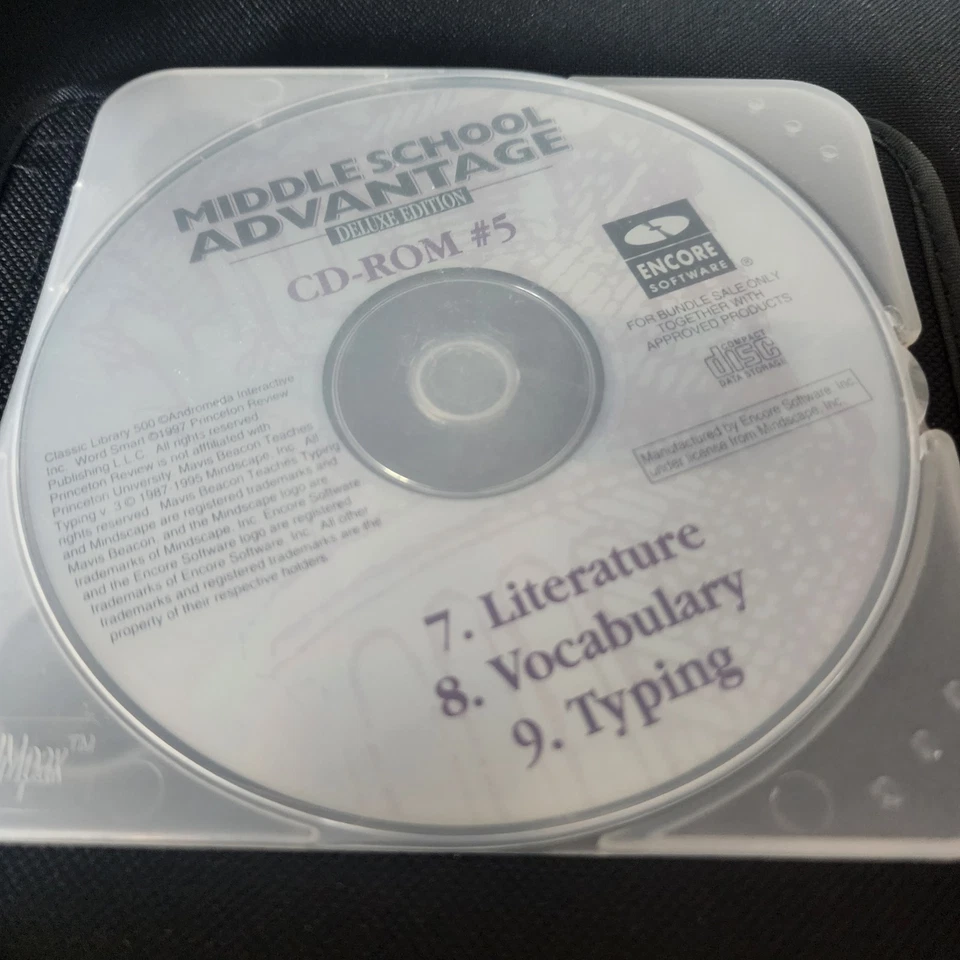 MIDDLE SCHOOL
ADVANTAGE
DELUXE EDITION
CD-ROM #5
ENCORE
SOFTWARE
®
FOR BUNDLE SALE ONLY
TOGETHER WITH
APPROVED PRODUCTS
COMPACT
disc
DATA STORAGE
Manufactured by Encore Software, Inc.
under license from Mindscape, Inc.
Classic Library 500 ©Andromeda Interactive
Inc. Word Smart ©1997 Princeton Review
Publishing L.L.C. All rights reserved.
Princeton Review is not affiliated with
Princeton University. Mavis Beacon Teaches
Typing v. 3 © 1987-1995 Mindscape, Inc. All
rights reserved. Mavis Beacon Teaches Typing
and Mindscape are registered trademarks and
Mavis Beacon, and the Mindscape logo are
trademarks of Mindscape, Inc. Encore Software
and the Encore Software logo are registered
trademarks of Encore Software, Inc. All other
trademarks and registered trademarks are the
property of their respective holders.
7. Literature
8. Vocabulary
9. Typing